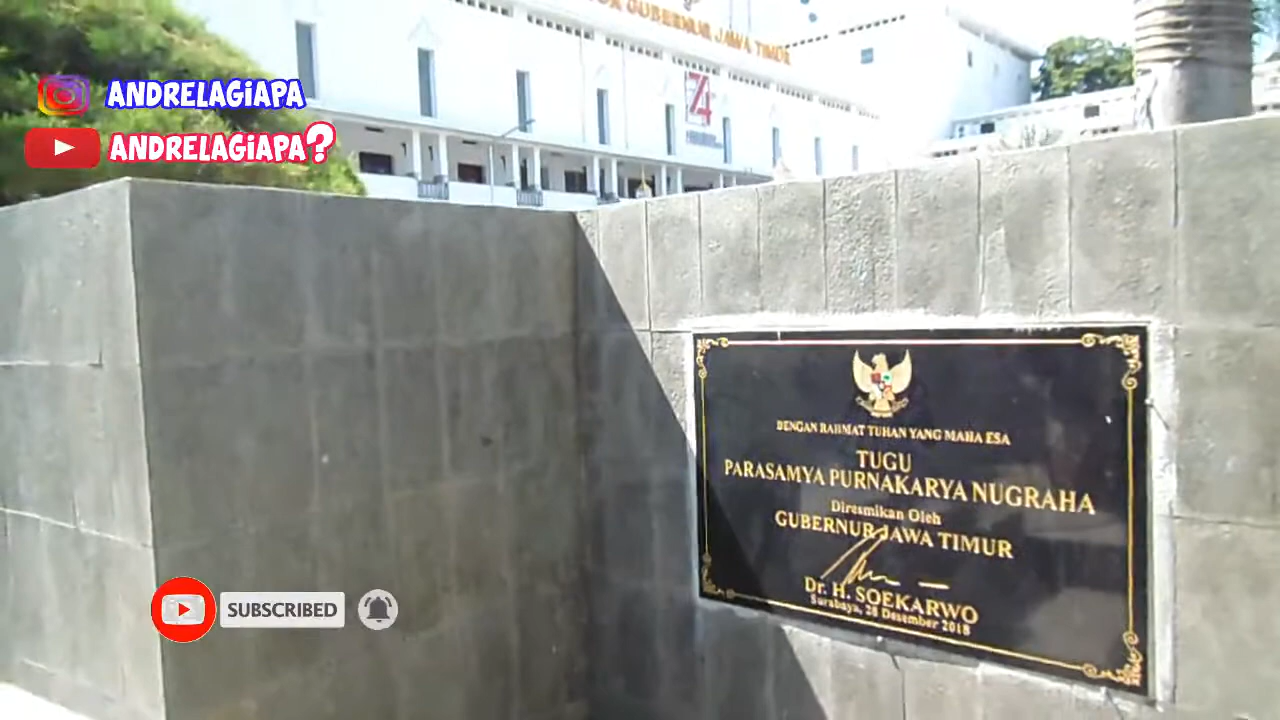 KANTOR GUBERNUR JAWA TIMUR
74
ANDRELAGIAPA
ANDRELAGIAPA?
DENGAN RAHMAT TUHAN YANG MAHA ESA
TUGU
PARASAMYA PURNAKARYA NUGRAHA
Diresmikan Oleh
GUBERNUR JAWA TIMUR
Dr. H. SOEKARWO
Surabaya, 28 Desember 2018
SUBSCRIBED